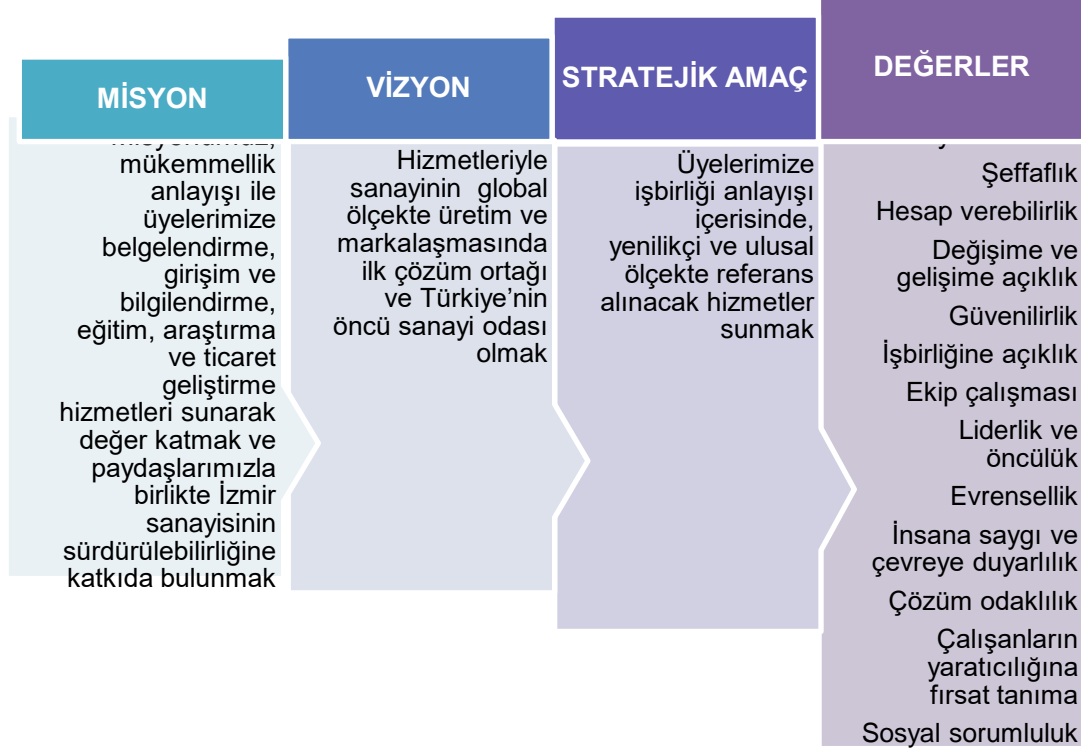 MİSYON
mükemmellik
anlayışı ile
üyelerimize
belgelendirme,
girişim ve
bilgilendirme,
eğitim, araştırma
ve ticaret
geliştirme
hizmetleri sunarak
değer katmak ve
paydaşlarımızla
birlikte İzmir
sanayisinin
sürdürülebilirliğine
katkıda bulunmak
VİZYON
Hizmetleriyle
sanayinin global
ölçekte üretim ve
markalaşmasında
ilk çözüm ortağı
ve Türkiye’nin
öncü sanayi odası
olmak
STRATEJİK AMAÇ
Üyelerimize
işbirliği anlayışı
içerisinde,
yenilikçi ve ulusal
ölçekte referans
alınacak hizmetler
sunmak
DEĞERLER
Şeffaflık
Hesap verebilirlik
Değişime ve
gelişime açıklık
Güvenilirlik
İşbirliğine açıklık
Ekip çalışması
Liderlik ve
öncülük
Evrensellik
İnsana saygı ve
çevreye duyarlılık
Çözüm odaklılık
Çalışanların
yaratıcılığına
fırsat tanıma
Sosyal sorumluluk